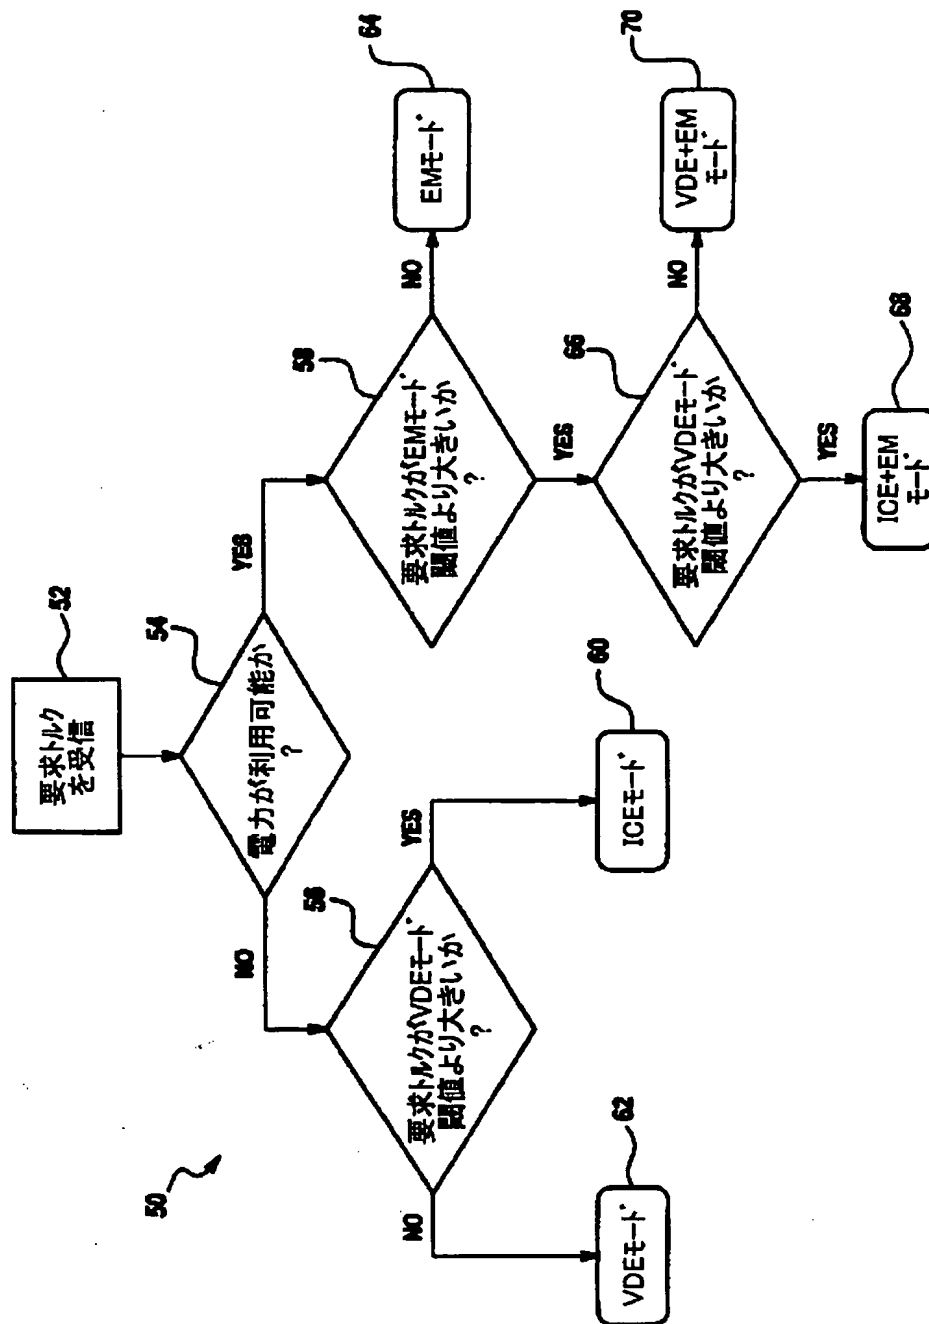 50
52
要求トルク
を受信
54
電力が利用可能か
?
NO
YES
56
要求トルクがVDEモード
閾値より大きいか
?
58
要求トルクがEMモード
閾値より大きいか
?
NO
YES
YES
NO
62
VDEモード
60
ICEモード
66
要求トルクがVDEモード
閾値より大きいか
?
64
EMモード
YES
NO
68
ICE+EM
モード
70
VDE+EM
モード